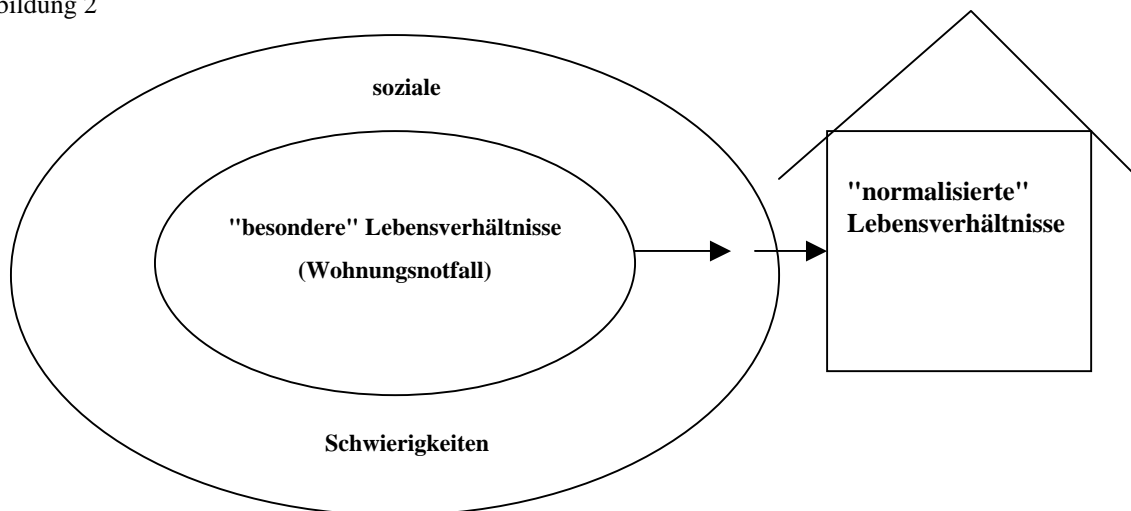 bildung 2
soziale
"besondere" Lebensverhältnisse
(Wohnungsnotfall)
"normalisierte"
Lebensverhältnisse
Schwierigkeiten